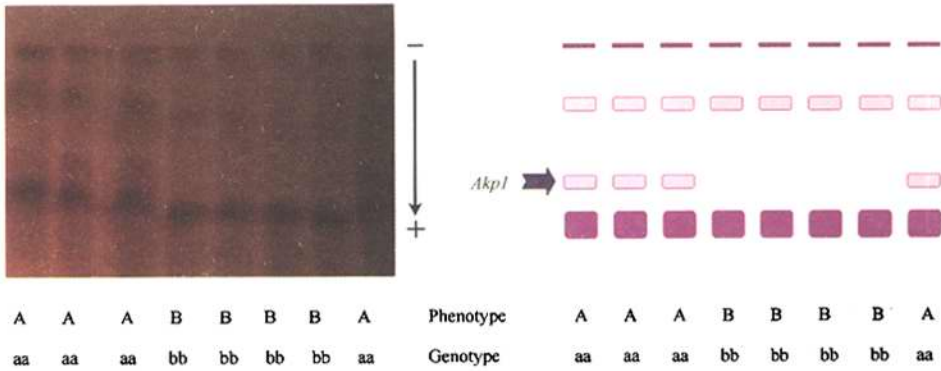 −
Akp1
+
A A A B B B B A Phenotype A A A B B B B A
aa aa aa bb bb bb bb aa Genotype aa aa aa bb bb bb bb aa